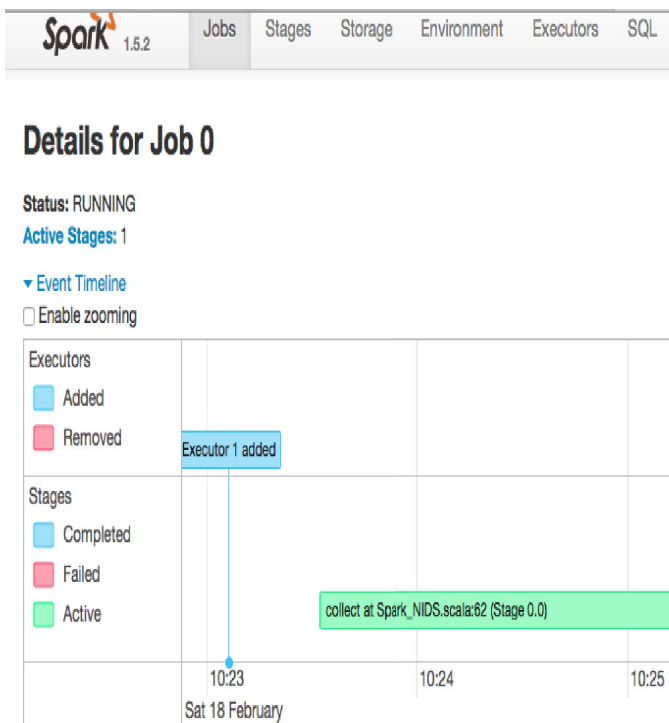 Spark 1.5.2 Jobs Stages Storage Environment Executors SQL
Details for Job 0
Status: RUNNING
Active Stages: 1
Event Timeline
Enable zooming
Executors
Added
Removed
Executor 1 added
Stages
Completed
Failed
Active
collect at Spark_NIDS.scala:62 (Stage 0.0)
10:23 10:24 10:25
Sat 18 February